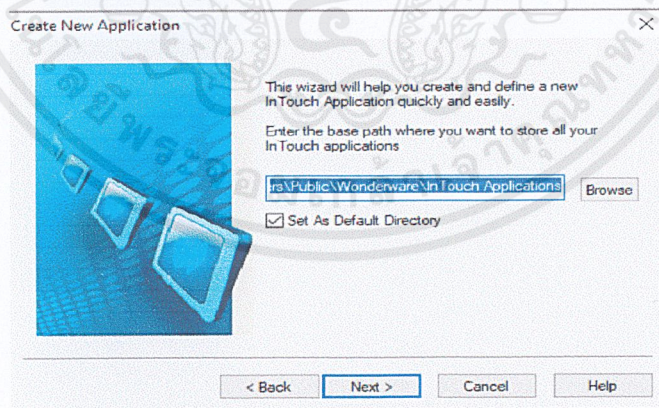 Create New Application
This wizard will help you create and define a new
InTouch Application quickly and easily.
Enter the base path where you want to store all your
InTouch applications
ers\Public\Wonderware\InTouch Applications
Browse
Set As Default Directory
< Back
Next >
Cancel
Help